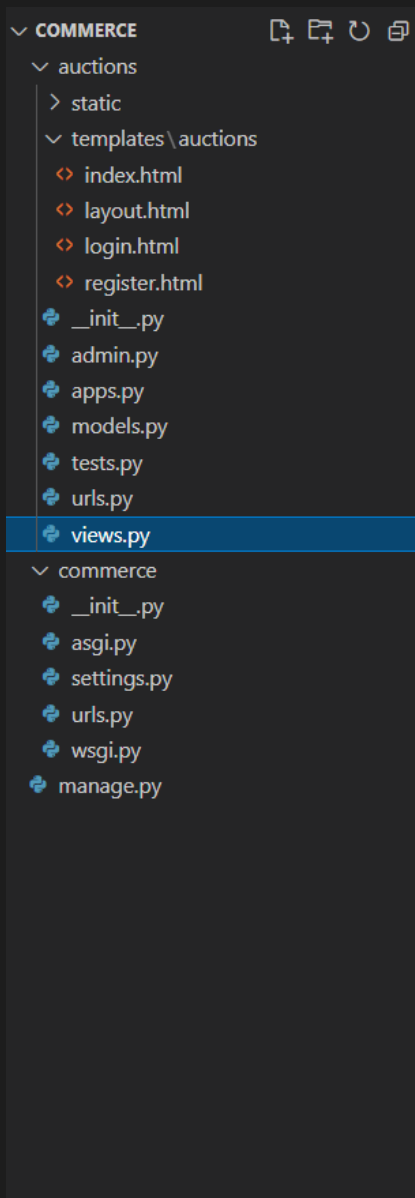 COMMERCE
auctions
static
templates\auctions
index.html
layout.html
login.html
register.html
__init__.py
admin.py
apps.py
models.py
tests.py
urls.py
views.py
commerce
__init__.py
asgi.py
settings.py
urls.py
wsgi.py
manage.py